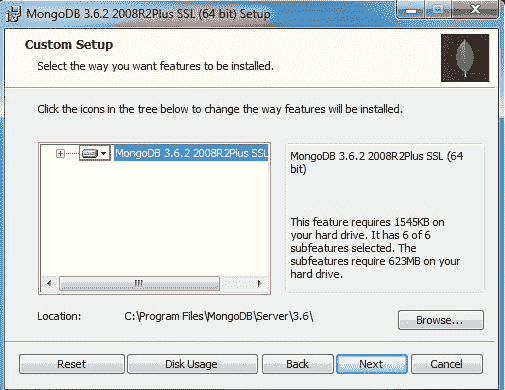 MongoDB 3.6.2 2008R2Plus SSL (64 bit) Setup
Custom Setup
Select the way you want features to be installed.
Click the icons in the tree below to change the way features will be installed.
MongoDB 3.6.2 2008R2Plus SSL
MongoDB 3.6.2 2008R2Plus SSL (64
bit)
This feature requires 1545KB on
your hard drive. It has 6 of 6
subfeatures selected. The
subfeatures require 623MB on your
hard drive.
Location: C:\Program Files\MongoDB\Server\3.6\
Browse...
Reset Disk Usage Back Next Cancel